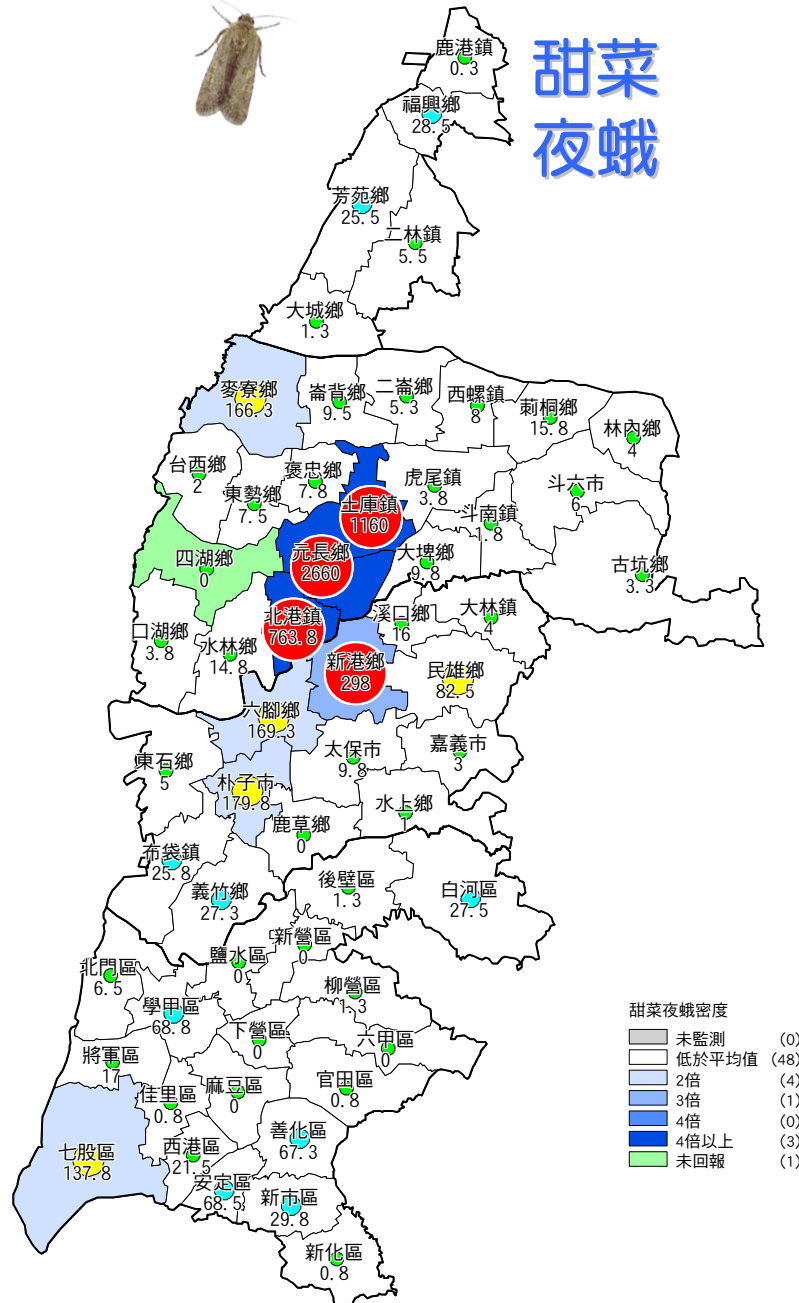 甜菜
夜蛾
鹿港鎮
0.3
福興鄉
28.5
芳苑鄉
25.5
二林鎮
5.5
大城鄉
1.3
麥寮鄉
166.3
崙背鄉
9.5
二崙鄉
5.3
西螺鎮
8
莿桐鄉
15.8
林內鄉
4
台西鄉
2
東勢鄉
7.5
褒忠鄉
7.8
土庫鎮
1160
虎尾鎮
3.8
斗南鎮
1.8
斗六市
6
四湖鄉
0
元長鄉
2660
大埤鄉
9.8
古坑鄉
3.3
口湖鄉
3.8
水林鄉
14.8
北港鎮
763.8
溪口鄉
16
大林鎮
4
新港鄉
298
民雄鄉
82.5
六腳鄉
169.3
東石鄉
5
太保市
9.8
嘉義市
3
朴子市
179.8
鹿草鄉
0
水上鄉
1
布袋鎮
25.8
義竹鄉
27.3
後壁區
1.3
白河區
27.5
北門區
6.5
鹽水區
0
新營區
0
柳營區
1.3
學甲區
68.8
下營區
0
六甲區
0
將軍區
17
佳里區
0.8
麻豆區
0
官田區
0.8
七股區
137.8
西港區
21.5
善化區
67.3
安定區
68.5
新市區
29.8
新化區
0.8
甜菜夜蛾密度
未監測 (0)
低於平均值 (48)
2倍 (4)
3倍 (1)
4倍 (0)
4倍以上 (3)
未回報 (1)